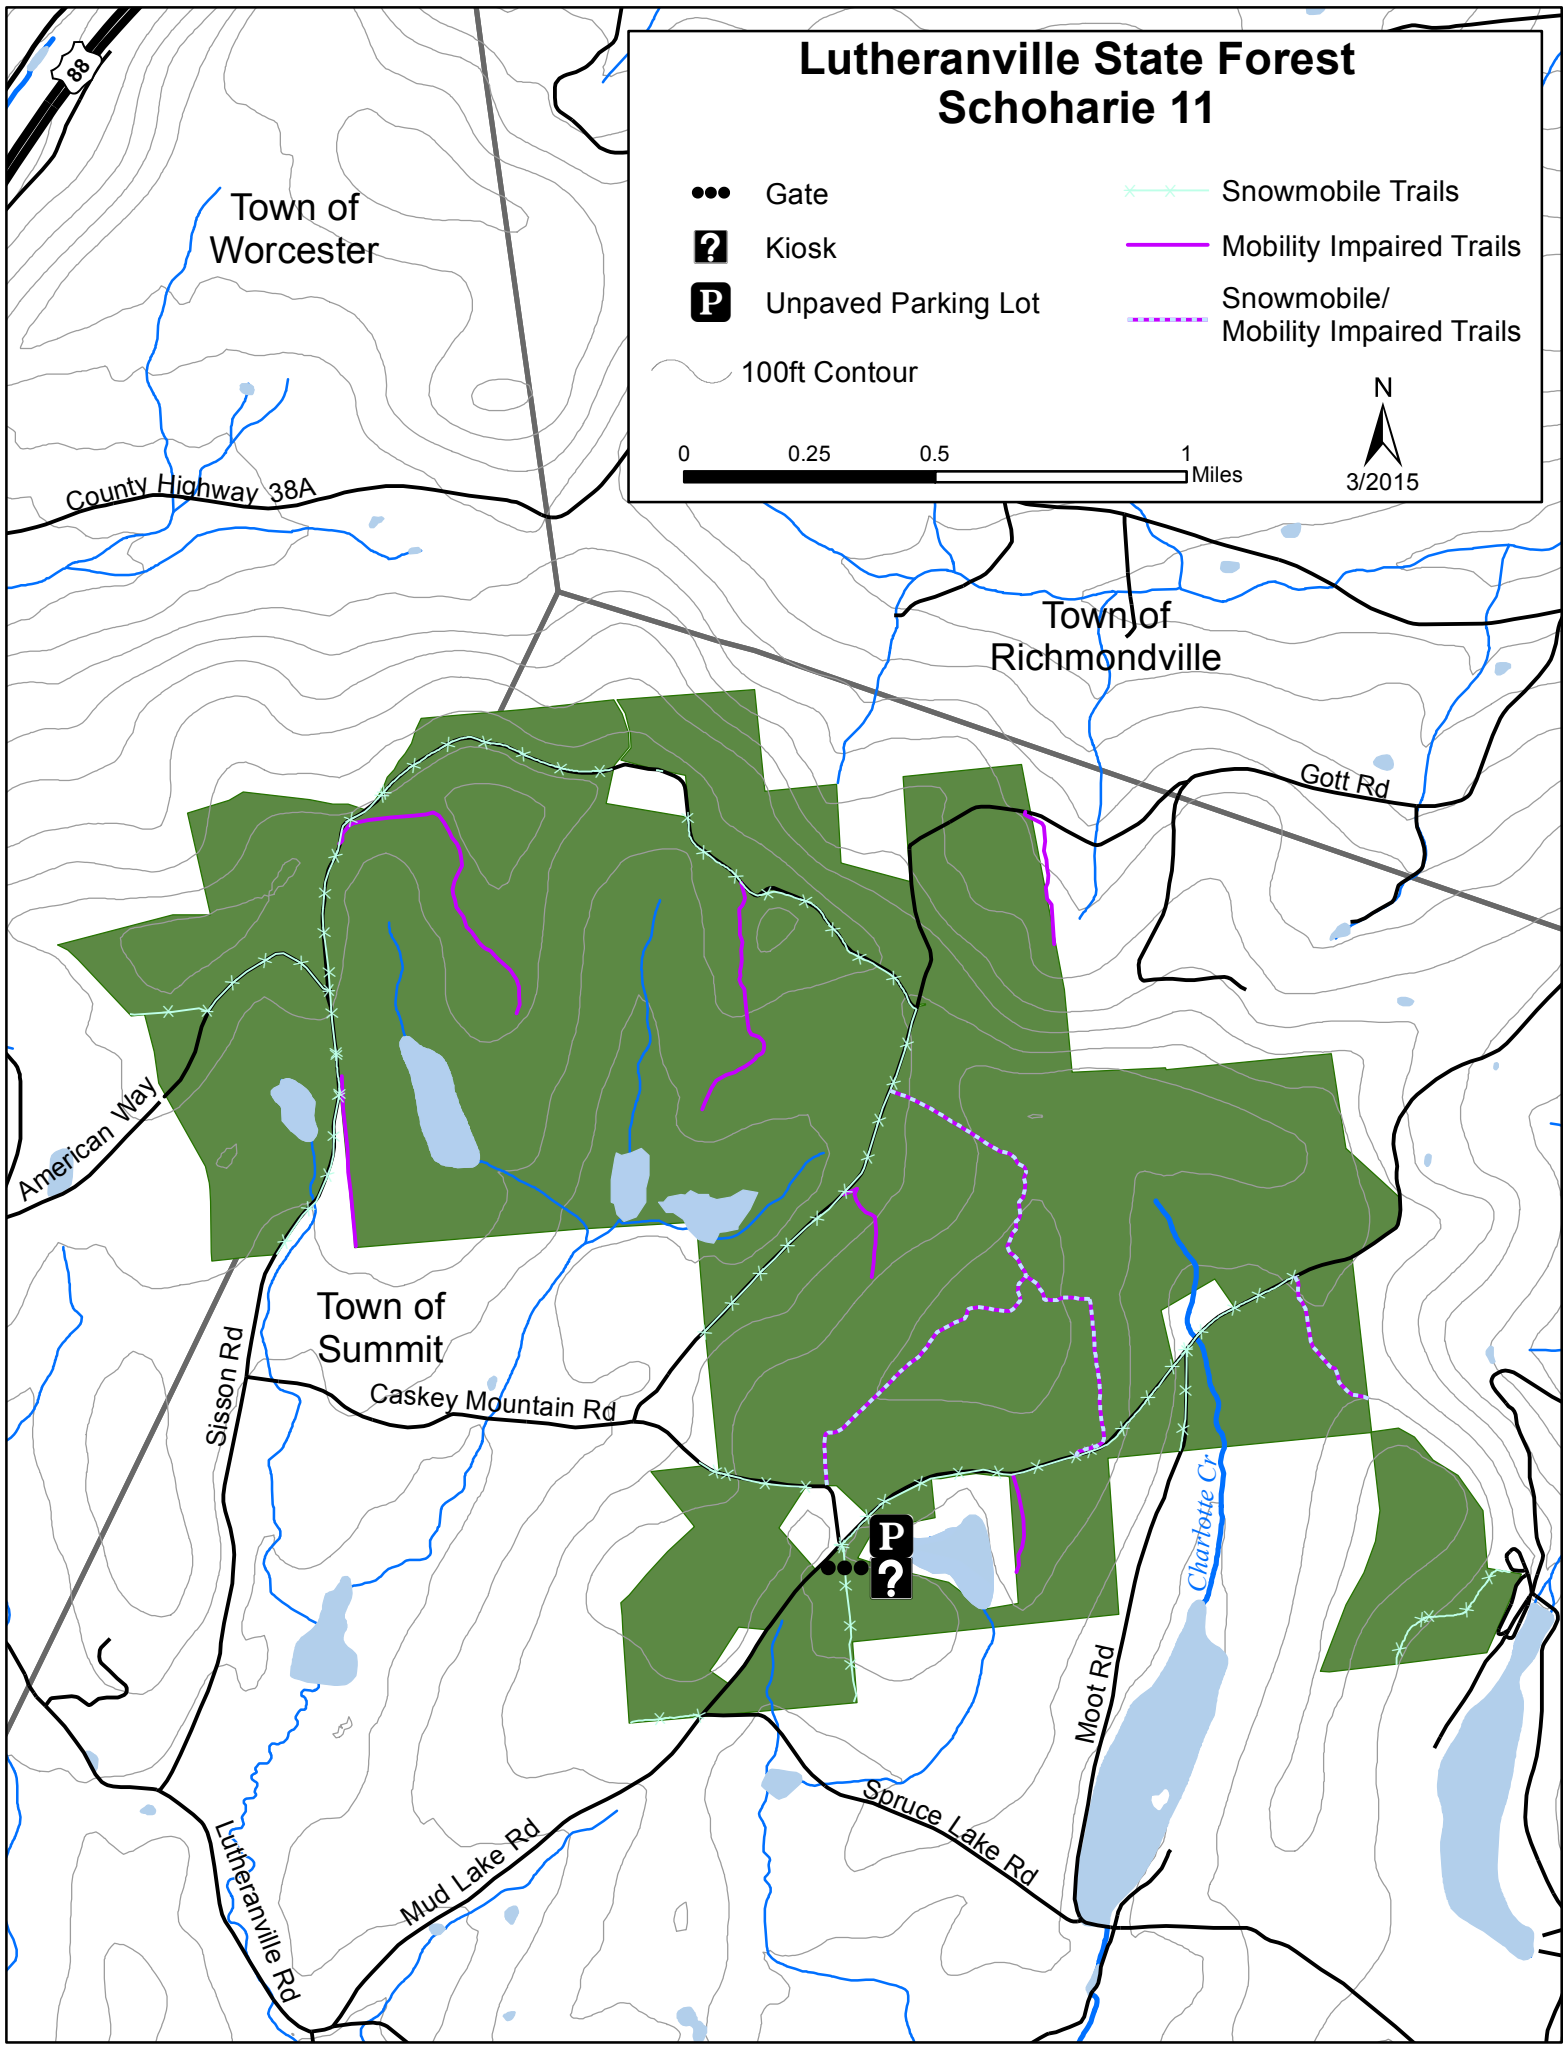 Lutheranville State Forest
Schoharie 11
88
Gate
Kiosk
P
Unpaved Parking Lot
100ft Contour
Snowmobile Trails
Mobility Impaired Trails
Snowmobile/
Mobility Impaired Trails
0 0.25 0.5 1
Miles
N
3/2015
Town of
Worcester
County Highway 38A
Town of
Richmondville
Gott Rd
American Way
Town of
Summit
Sisson Rd
Caskey Mountain Rd
Charlotte Cr
P
?
Moot Rd
Spruce Lake Rd
Mud Lake Rd
Lutheranville Rd